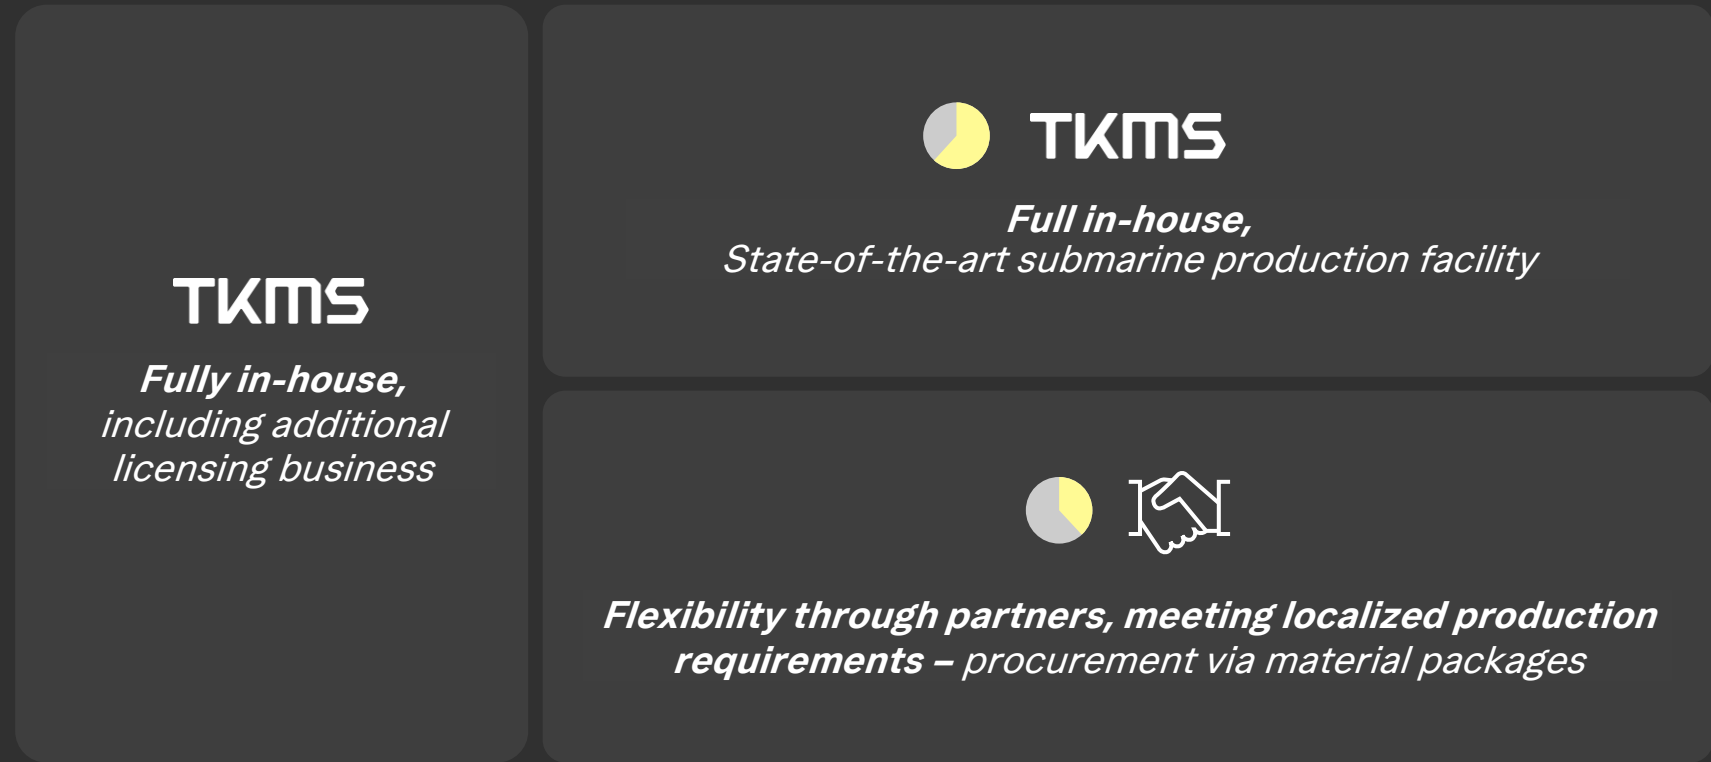 TKMS
Fully in-house,
including additional
licensing business
TKMS
Full in-house,
State-of-the-art submarine production facility
Flexibility through partners, meeting localized production
requirements – procurement via material packages